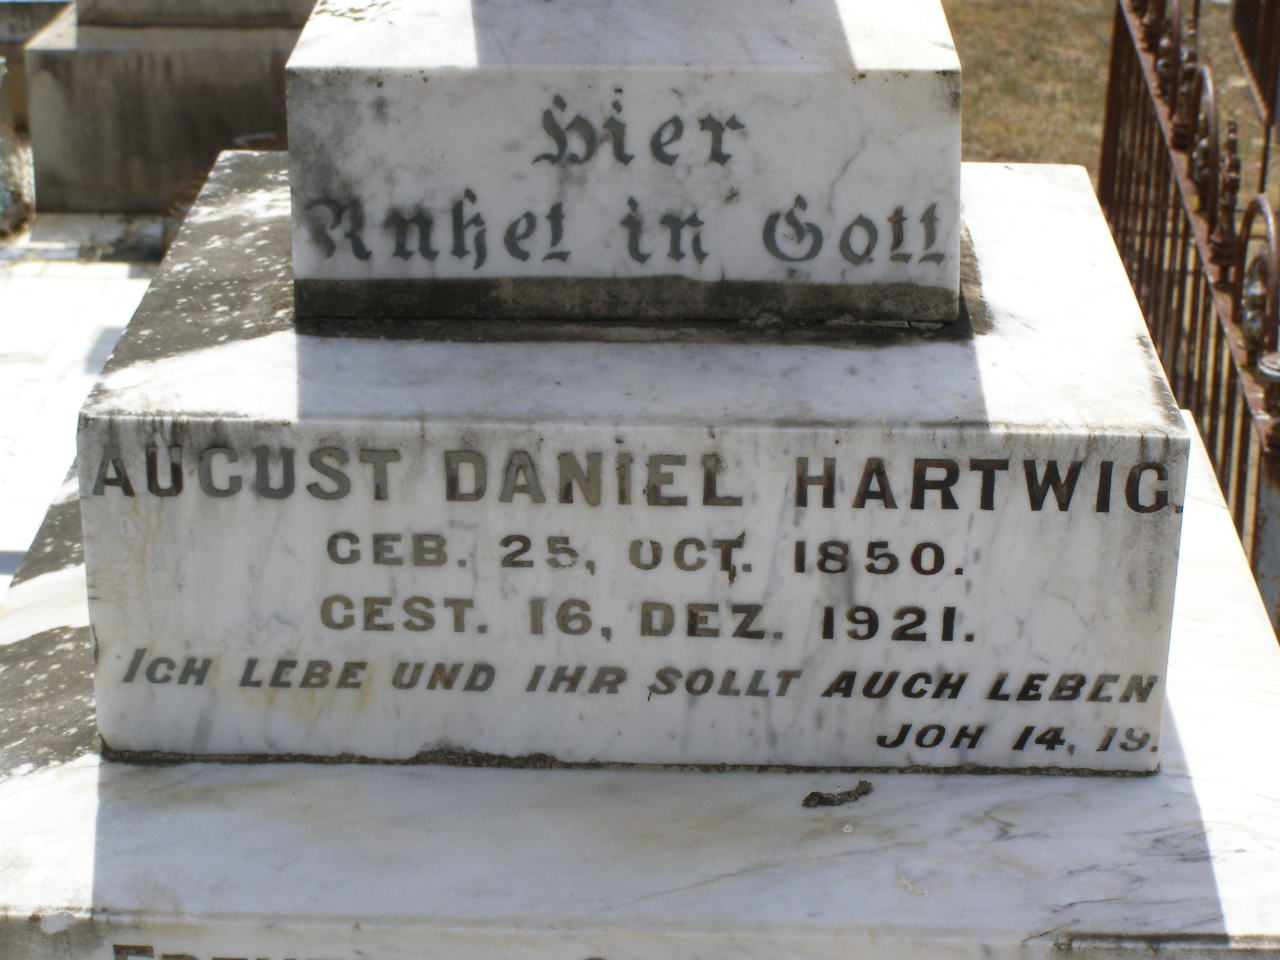 Hier
Ruhet in Gott
AUGUST DANIEL HARTWIG.
GEB. 25, OCT. 1850.
GEST. 16, DEZ. 1921.
ICH LEBE UND IHR SOLLT AUCH LEBEN
JOH 14, 19.